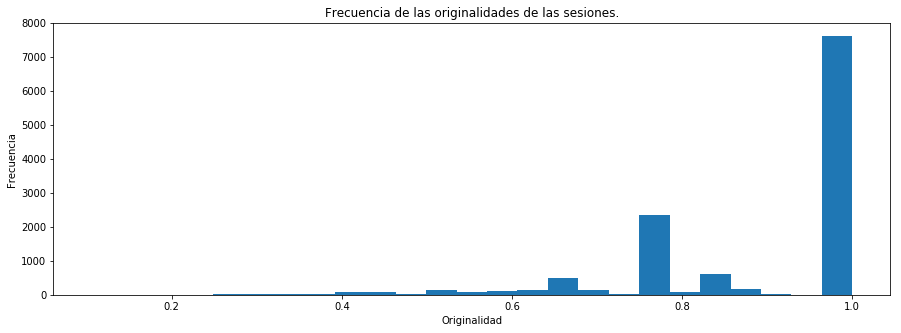 Frecuencia de las originalidades de las sesiones.
8000
7000
6000
5000
4000
3000
2000
1000
0
Frecuencia
0.2 0.4 0.6 0.8 1.0
Originalidad